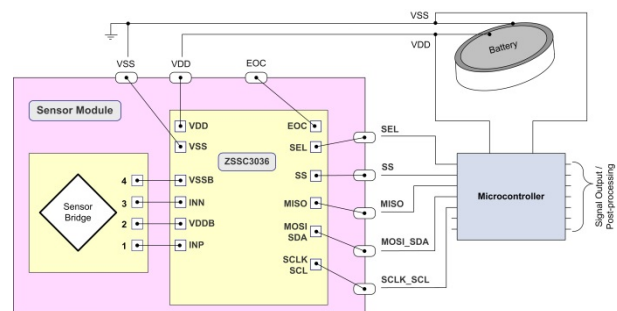 VSS
VDD
Battery
VSS
VDD
EOC
Sensor Module
VDD
EOC
SEL
VSS
SEL
ZSSC3036
SS
SS
4
VSSB
Sensor
Bridge
3
INN
MISO
MISO
Microcontroller
2
VDDB
MOSI
SDA
MOSI_SDA
1
INP
SCLK
SCL
SCLK_SCL
Signal Output /
Post-processing